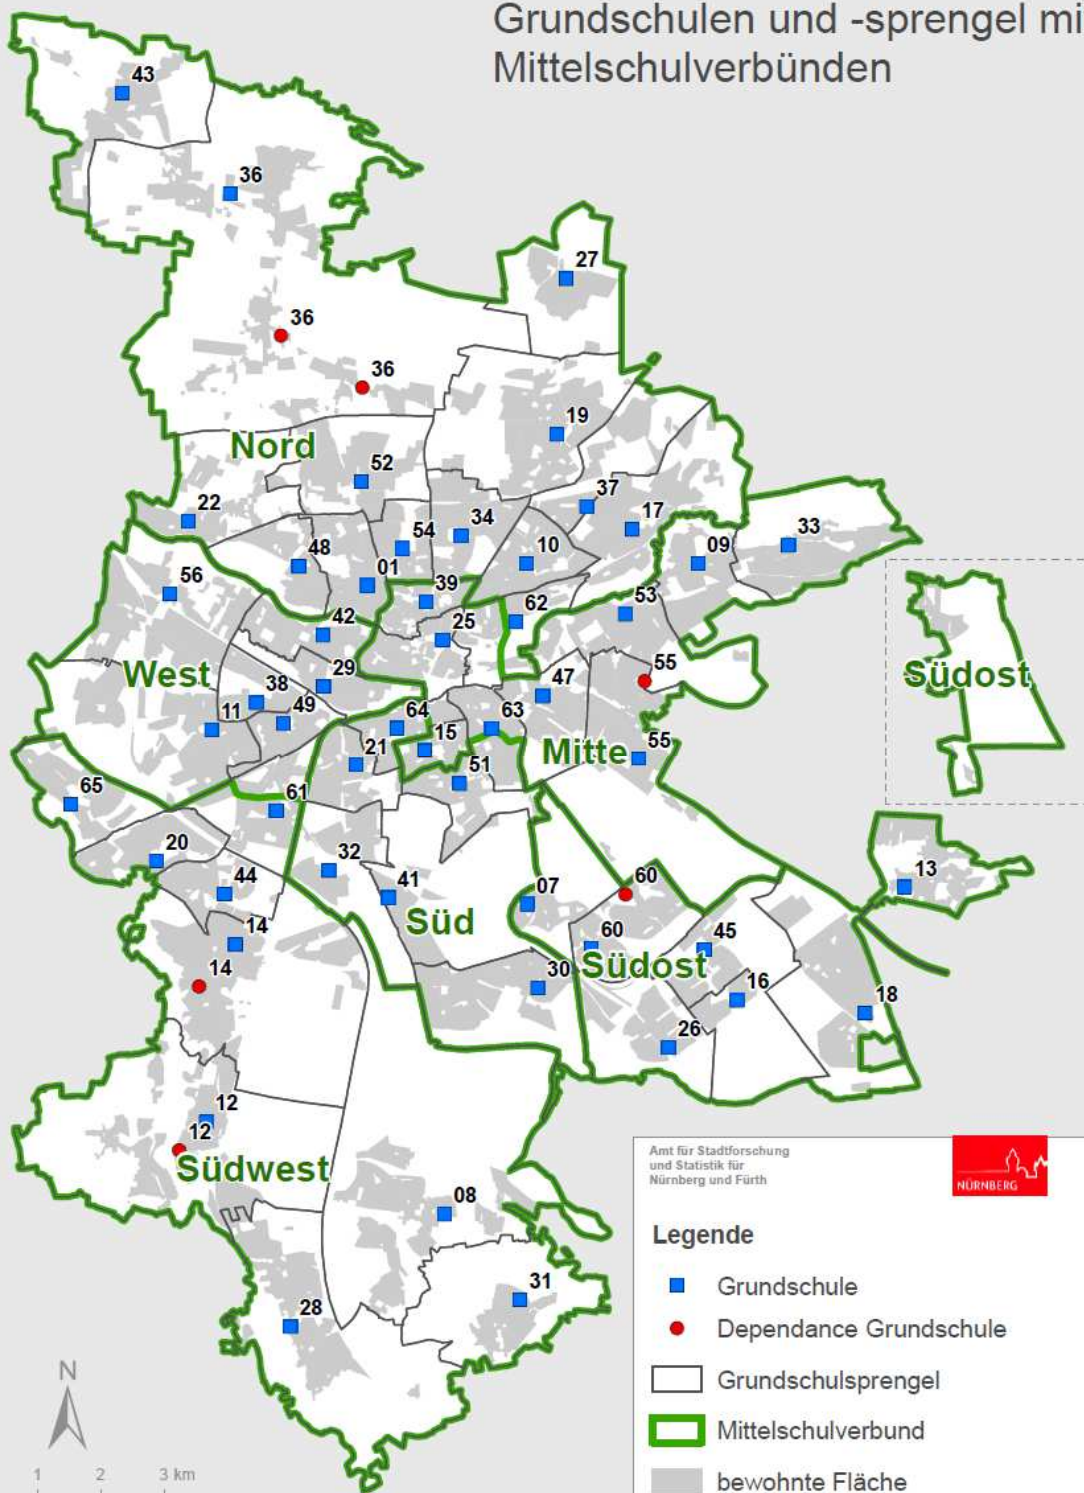 Grundschulen und -sprengel mi
Mittelschulverbünden
43
36
27
36
36
19
Nord
52
37
22
34
17
54
33
48
10
09
01
56
39
53
62
42
25
West
29
55
Südost
47
38
11
49
64
63
15
Mitte
21
55
51
65
61
20
32
60
13
44
41
07
14
Süd
60
45
14
Südost
30
16
18
26
12
12
Südwest
08
31
28
Amt für Stadtforschung
und Statistik für
Nürnberg und Fürth
NÜRNBERG
Legende
Grundschule
Dependance Grundschule
Grundschulsprengel
Mittelschulverbund
bewohnte Fläche
N
1 2 3 km